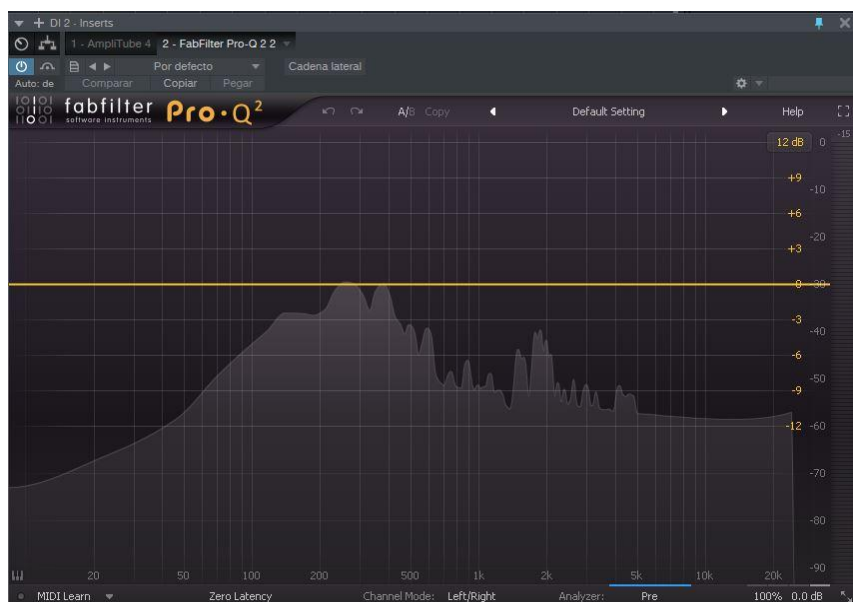 DI 2 - Inserts
1 - AmpliTube 4 2 - FabFilter Pro-Q 2 2
Por defecto Cadena lateral
Auto: de Comparar Copiar Pegar
fabfilter Pro·Q²
software instruments
A/B Copy Default Setting Help
12 dB 0 -15
+9 -10
+6
+3 -20
0 -30
-3 -40
-6
-9 -50
-12 -60
-70
-80
-90
20 50 100 200 500 1k 2k 5k 10k 20k
MIDI Learn Zero Latency Channel Mode: Left/Right Analyzer: Pre 100% 0.0 dB